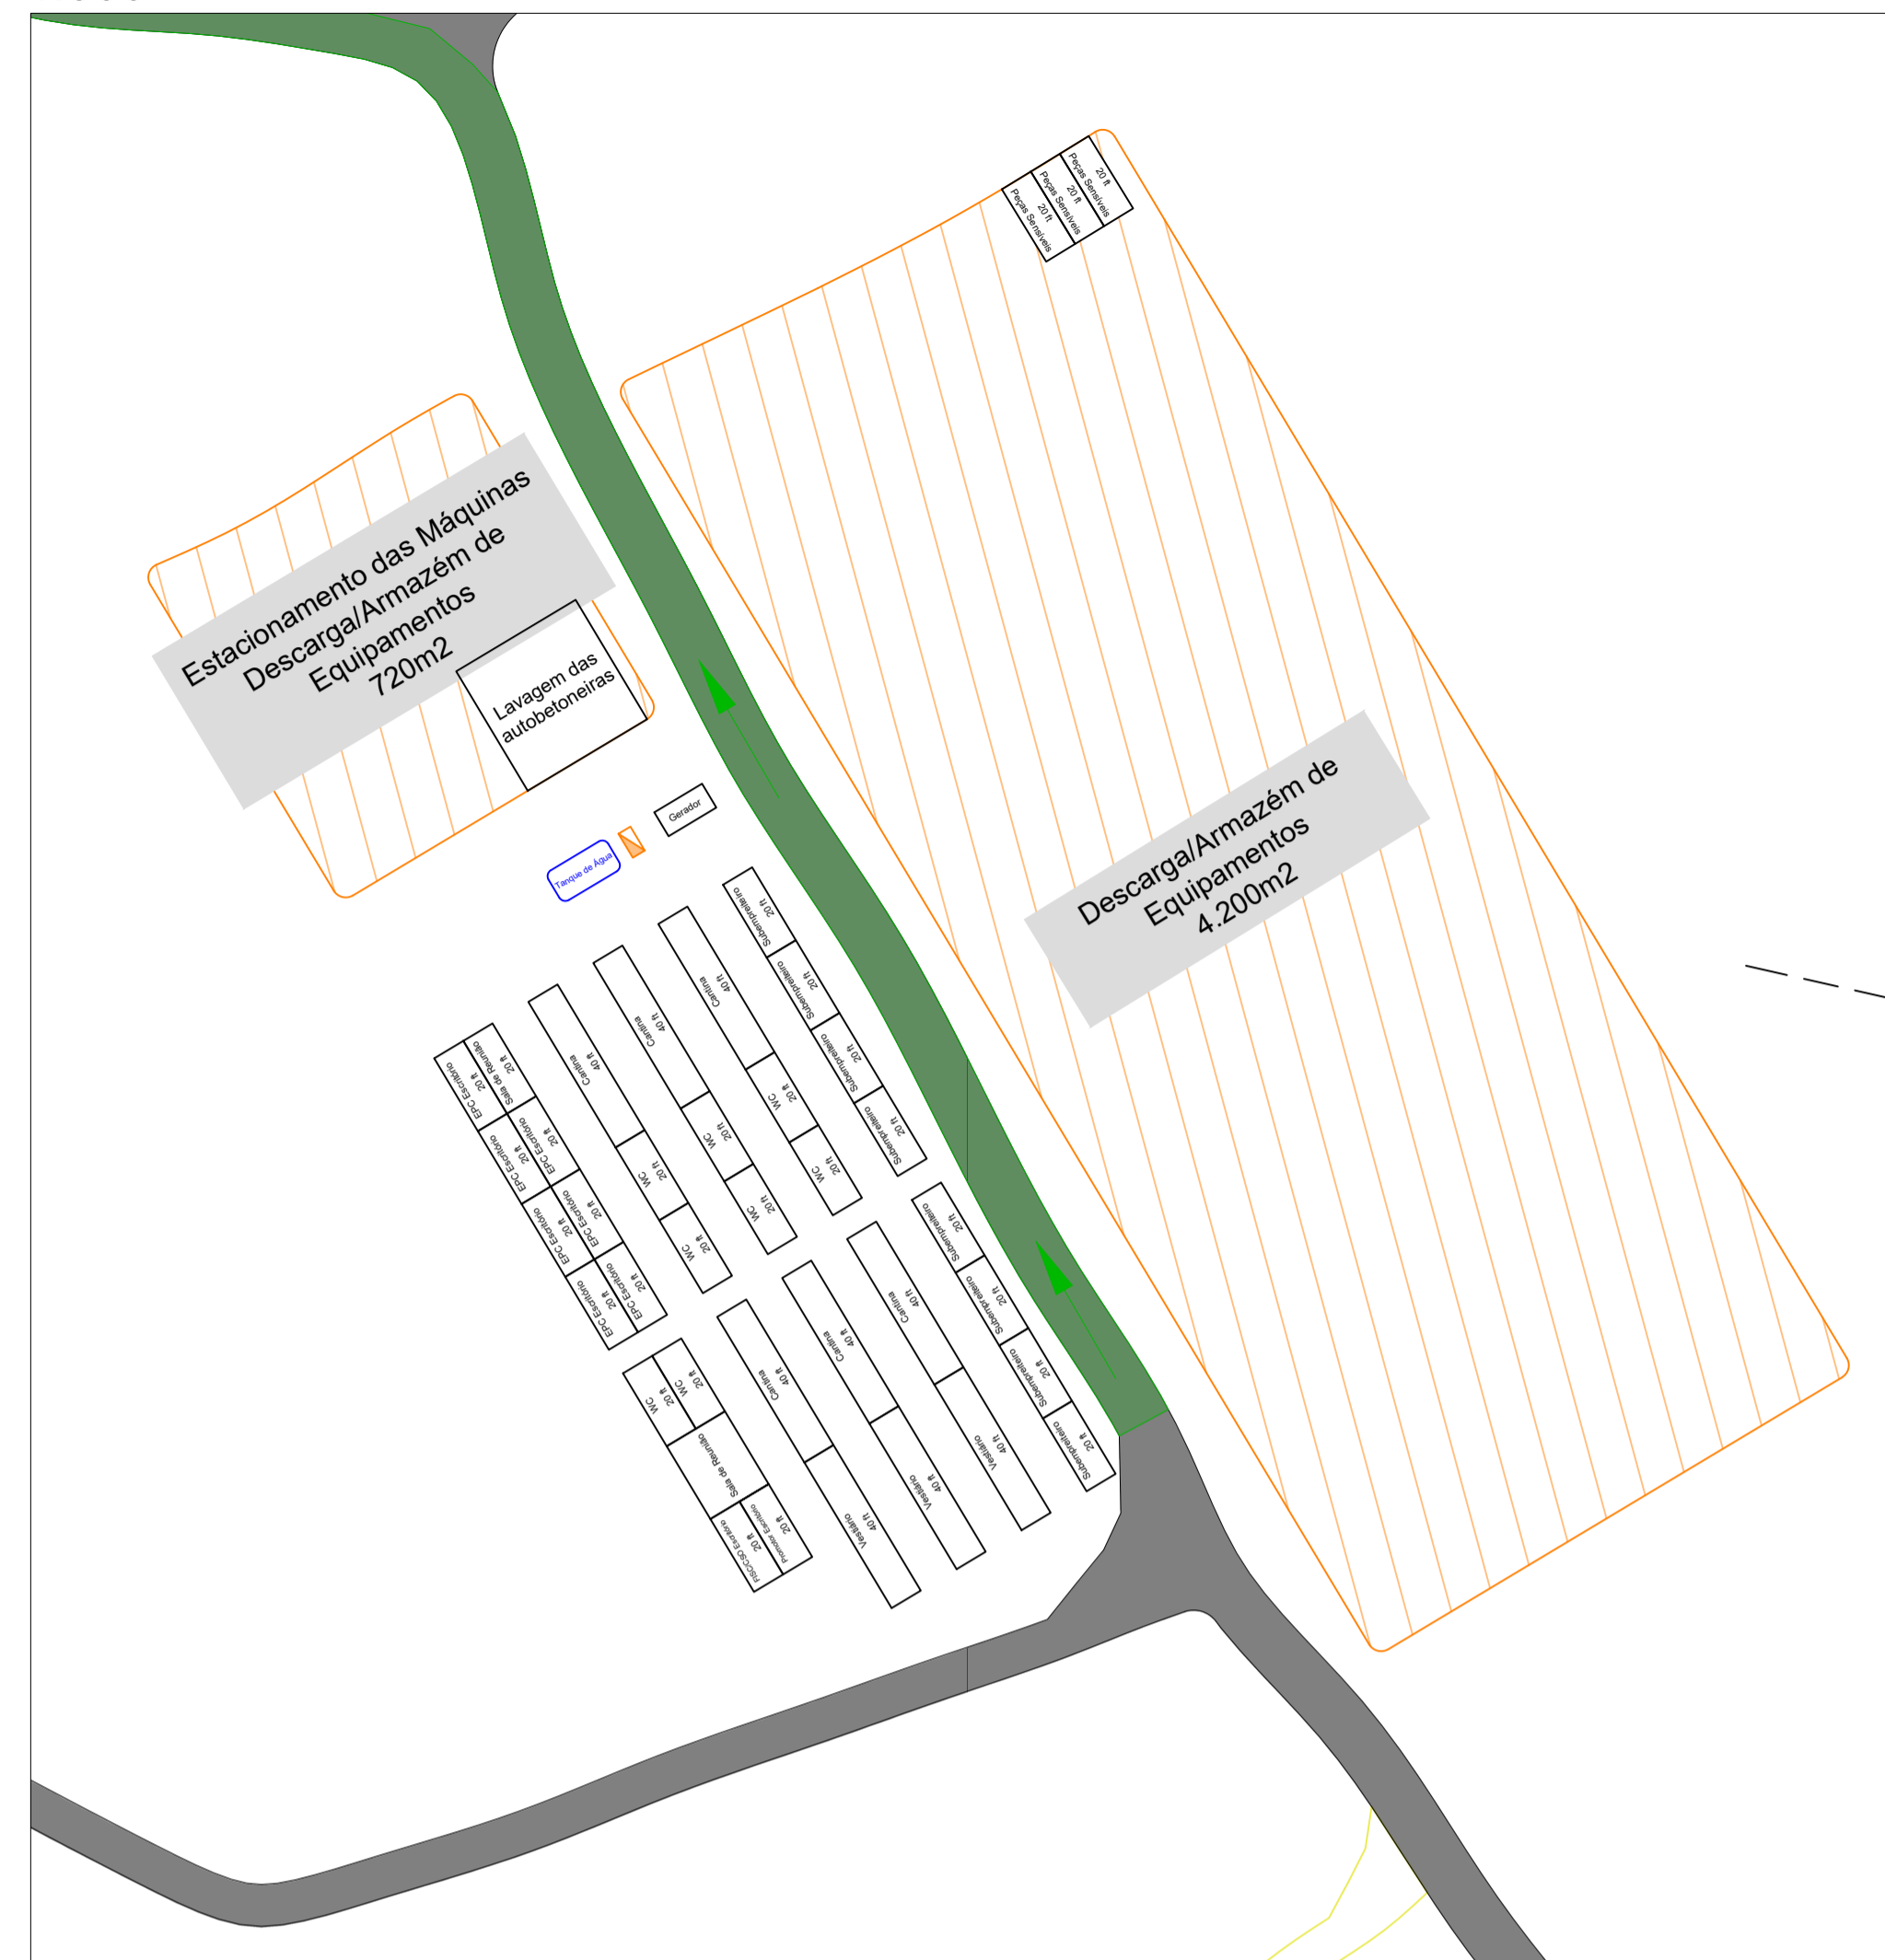 20 ft
Peças Sensíveis
20 ft
Peças Sensíveis
20 ft
Peças Sensíveis
Estacionamento das Máquinas
Descarga/Armazém de
Equipamentos
720m2
Lavagem das
autobetoneiras
Gerador
Tanque de Água
Descarga/Armazém de
Equipamentos
4.200m2
20 ft
Subempreiteiro
20 ft
Subempreiteiro
20 ft
Subempreiteiro
20 ft
Subempreiteiro
40 ft
Cantina
20 ft
WC
20 ft
WC
40 ft
Cantina
20 ft
WC
20 ft
WC
40 ft
Cantina
20 ft
WC
20 ft
WC
20 ft
Sala de Reunião
20 ft
EPC Escritório
20 ft
EPC Escritório
20 ft
EPC Escritório
20 ft
EPC Escritório
20 ft
EPC Escritório
20 ft
EPC Escritório
20 ft
EPC Escritório
20 ft
Subempreiteiro
20 ft
Subempreiteiro
20 ft
Subempreiteiro
20 ft
Subempreiteiro
40 ft
Cantina
40 ft
Vestiário
40 ft
Cantina
40 ft
Vestiário
40 ft
Cantina
40 ft
Vestiário
20 ft
WC
20 ft
WC
Sala de Reunião
20 ft
Promotor Escritório
20 ft
FISC/CSO Escritório